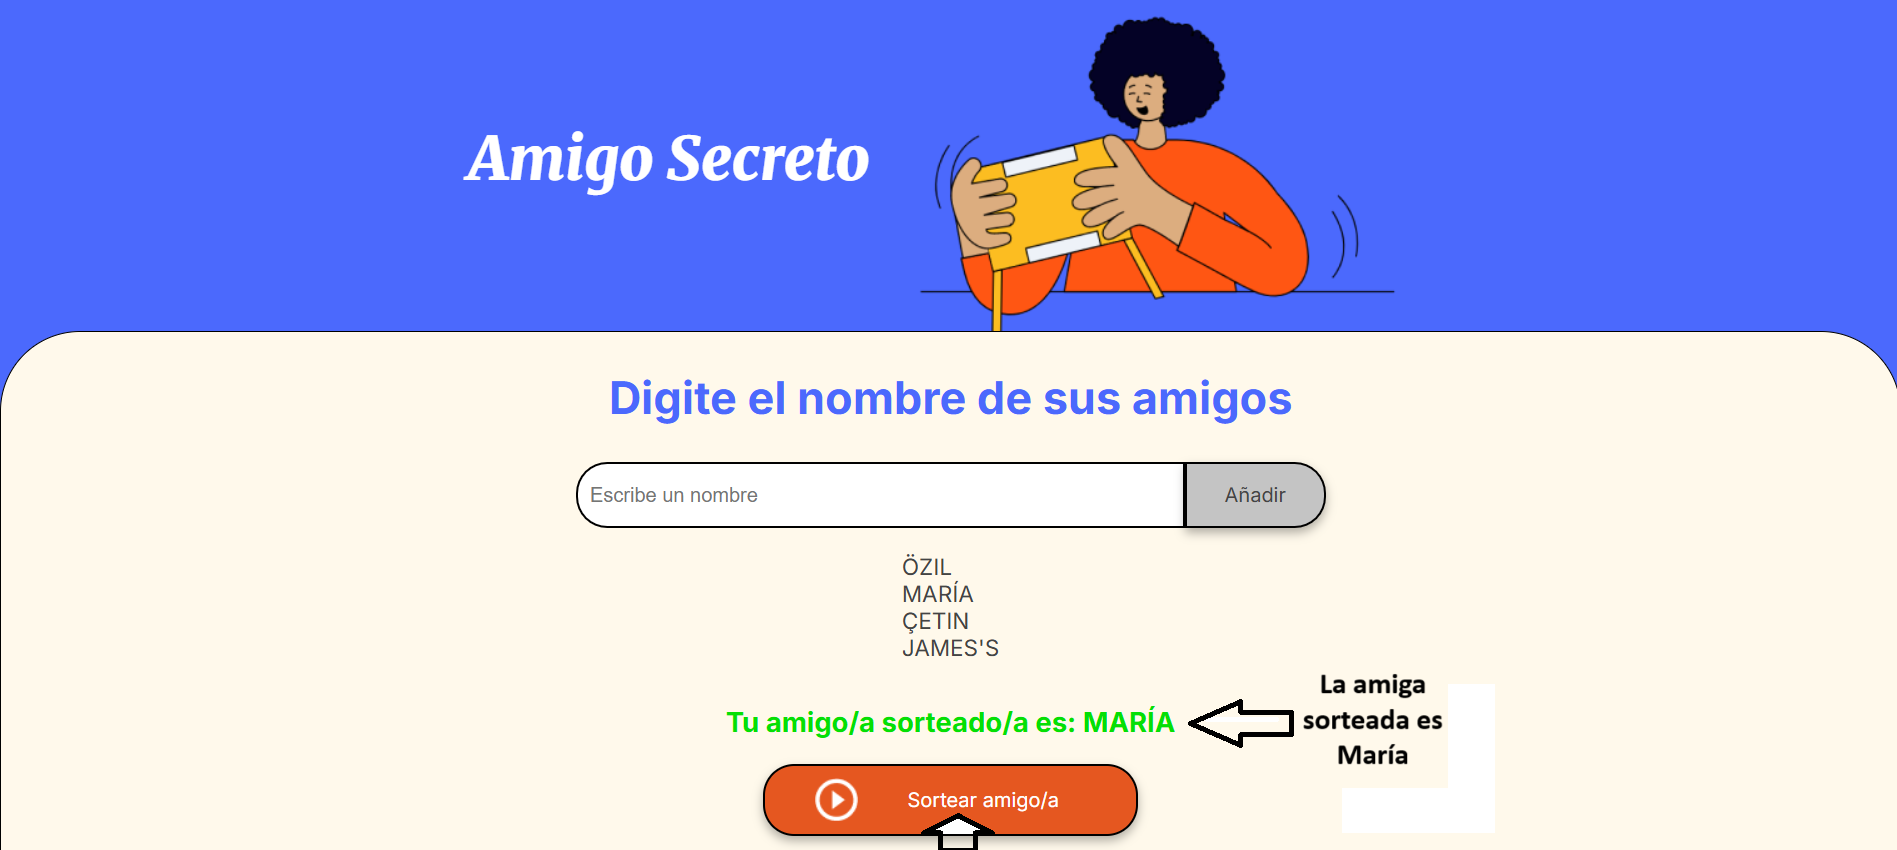 Amigo Secreto
Digite el nombre de sus amigos
Escribe un nombre
Añadir
ÖZIL
MARÍA
ÇETIN
JAMES'S
Tu amigo/a sorteado/a es: MARÍA
La amiga
sorteada es
María
Sortear amigo/a